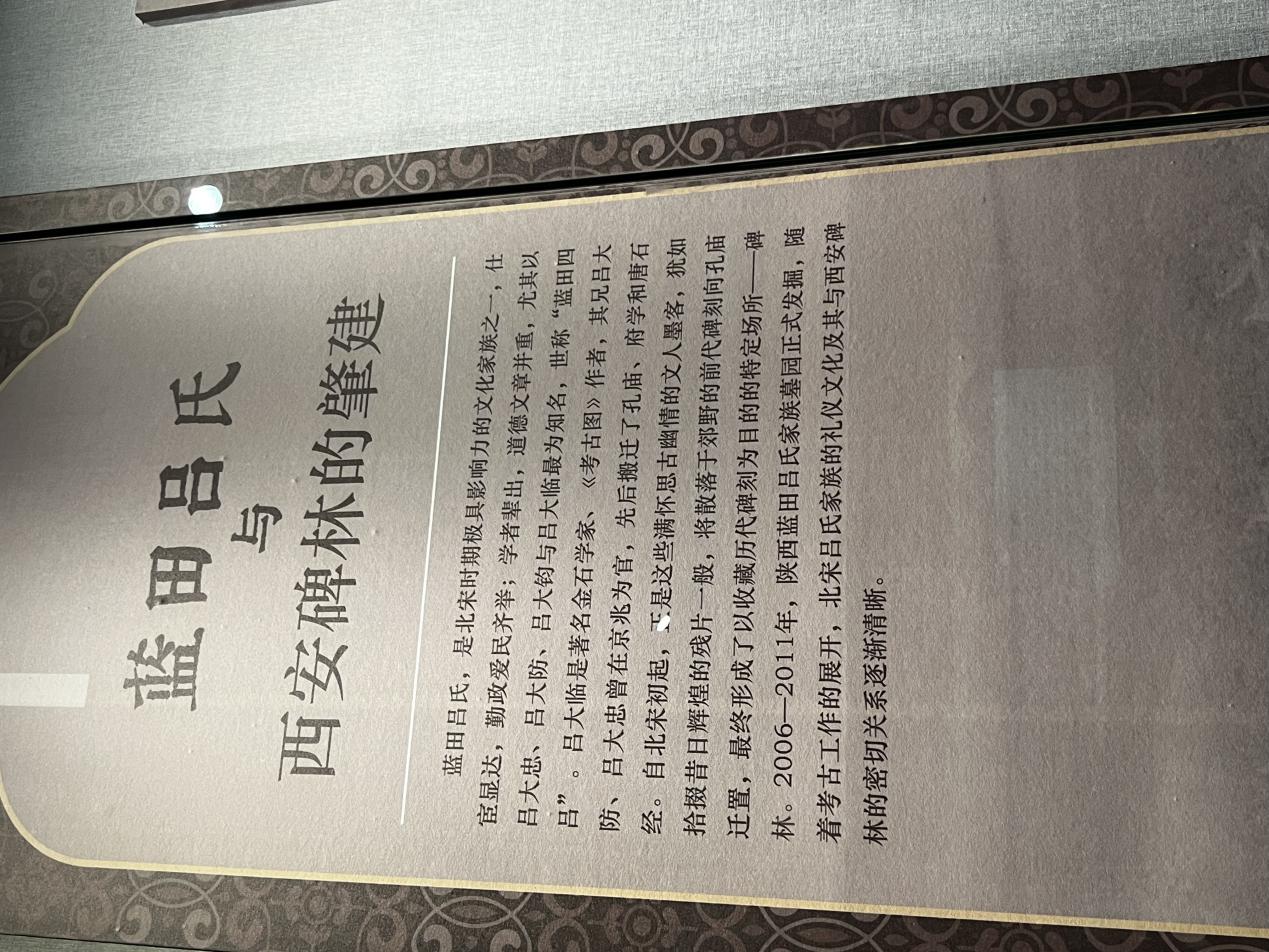 蓝田吕氏
与
西安碑林的肇建
蓝田吕氏，是北宋时期极具影响力的文化家族之一，仕
宦显达，勤政爱民齐举；学者辈出，道德文章并重，尤其以
吕大忠、吕大防、吕大钧与吕大临最为知名，世称“蓝田四
吕”。吕大临是著名金石学家、《考古图》作者，其兄吕大
防、吕大忠曾在京兆为官，先后搬迁了孔庙、府学和唐石
经。自北宋初起，正是这些满怀思古幽情的文人墨客，犹如
拾掇昔日辉煌的残片一般，将散落于郊野的前代碑刻向孔庙
迁置，最终形成了以收藏历代碑刻为目的的特定场所——碑
林。2006—2011年，陕西蓝田吕氏家族墓园正式发掘，随
着考古工作的展开，北宋吕氏家族的礼仪文化及其与西安碑
林的密切关系逐渐清晰。